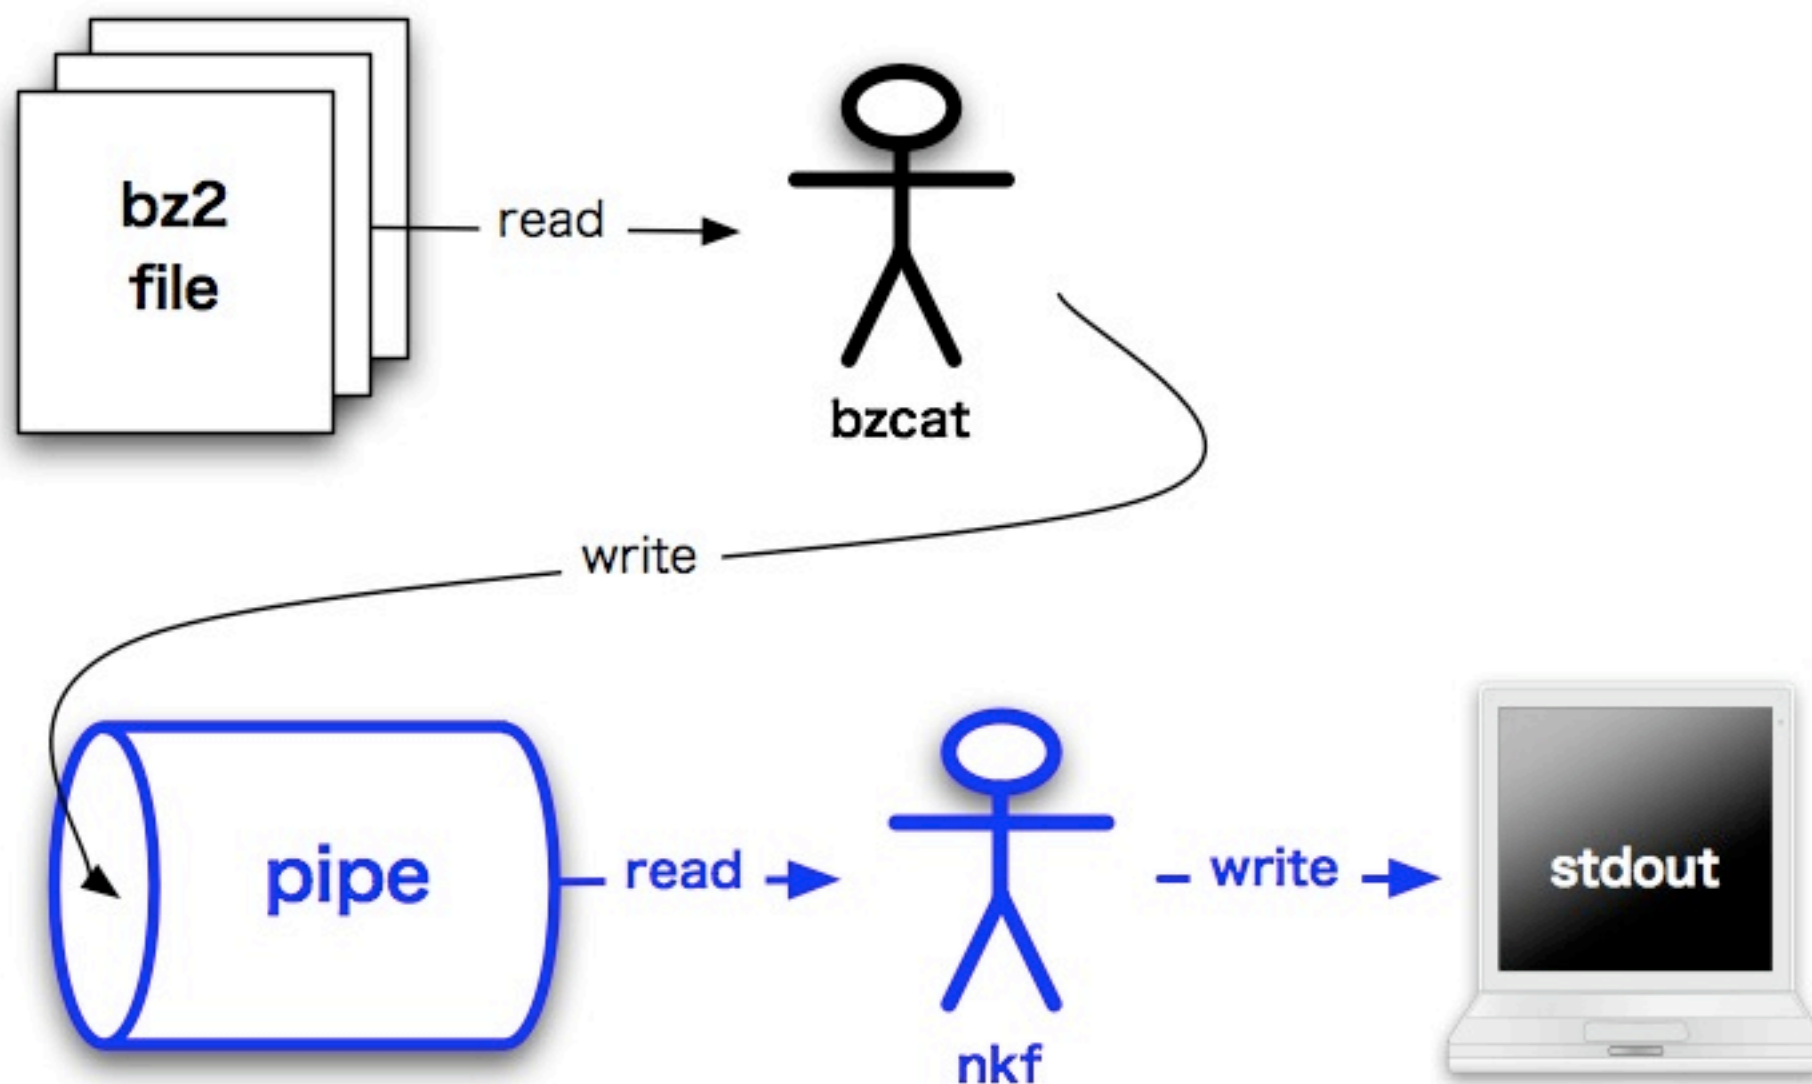 bz2
file
read
bzcat
write
pipe
read
nkf
write
stdout